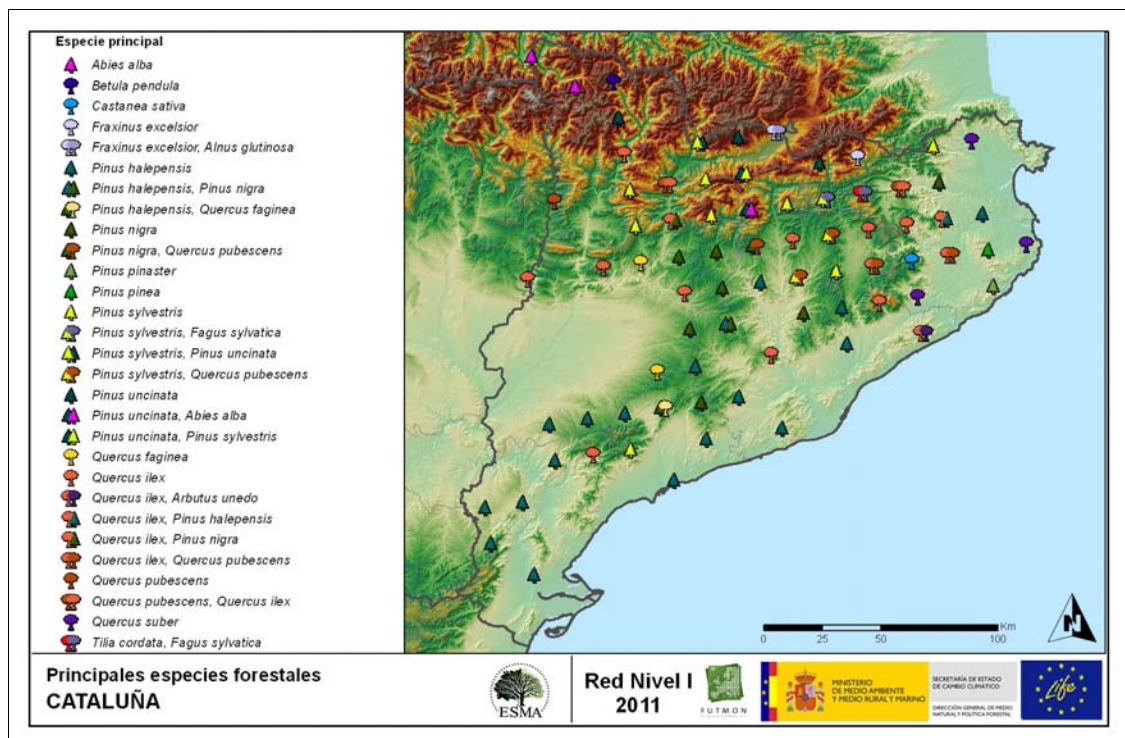 Especie principal
Abies alba
Betula pendula
Castanea sativa
Fraxinus excelsior
Fraxinus excelsior, Alnus glutinosa
Pinus halepensis
Pinus halepensis, Pinus nigra
Pinus halepensis, Quercus faginea
Pinus nigra
Pinus nigra, Quercus pubescens
Pinus pinaster
Pinus pinea
Pinus sylvestris
Pinus sylvestris, Fagus sylvatica
Pinus sylvestris, Pinus uncinata
Pinus sylvestris, Quercus pubescens
Pinus uncinata
Pinus uncinata, Abies alba
Pinus uncinata, Pinus sylvestris
Quercus faginea
Quercus ilex
Quercus ilex, Arbutus unedo
Quercus ilex, Pinus halepensis
Quercus ilex, Pinus nigra
Quercus ilex, Quercus pubescens
Quercus pubescens
Quercus pubescens, Quercus ilex
Quercus suber
Tilia cordata, Fagus sylvatica
Km
0 25 50 100
N
Principales especies forestales
CATALUÑA
ESMA
Red Nivel I
2011
FUTMON
MINISTERIO
DE MEDIO AMBIENTE
Y MEDIO RURAL Y MARINO
SECRETARÍA DE ESTADO
DE CAMBIO CLIMÁTICO
DIRECCIÓN GENERAL DE MEDIO
NATURAL Y POLÍTICA FORESTAL
Life